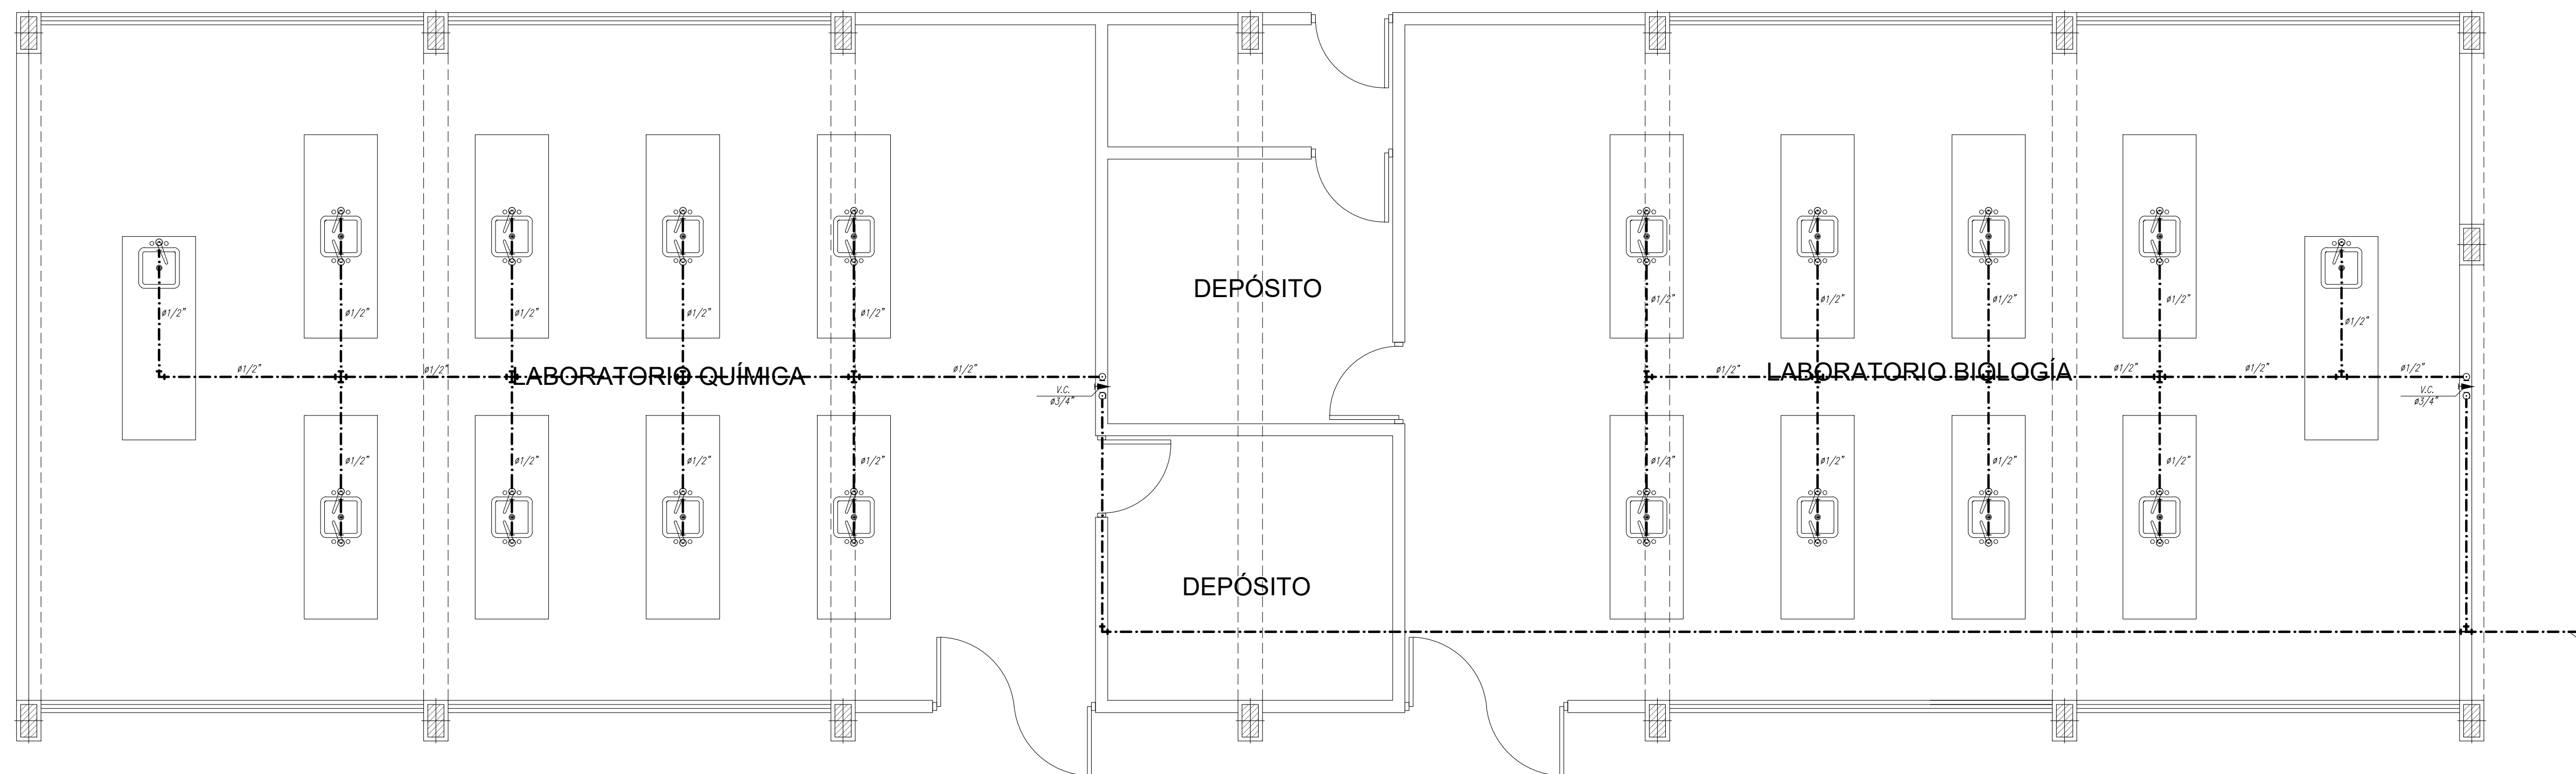 DEPÓSITO
ø1/2" ø1/2" ø1/2" ø1/2" ø1/2" ø1/2" ø1/2" ø1/2" ø1/2" ø1/2"
ø1/2" ø1/2" LABORATORIO QUÍMICA ø1/2" ø1/2" LABORATORIO BIOLOGÍA ø1/2" ø1/2" ø1/2"
V.C. V.C.
ø3/4" ø3/4"
ø1/2" ø1/2" ø1/2" ø1/2" ø1/2" ø1/2" ø1/2" ø1/2"
DEPÓSITO